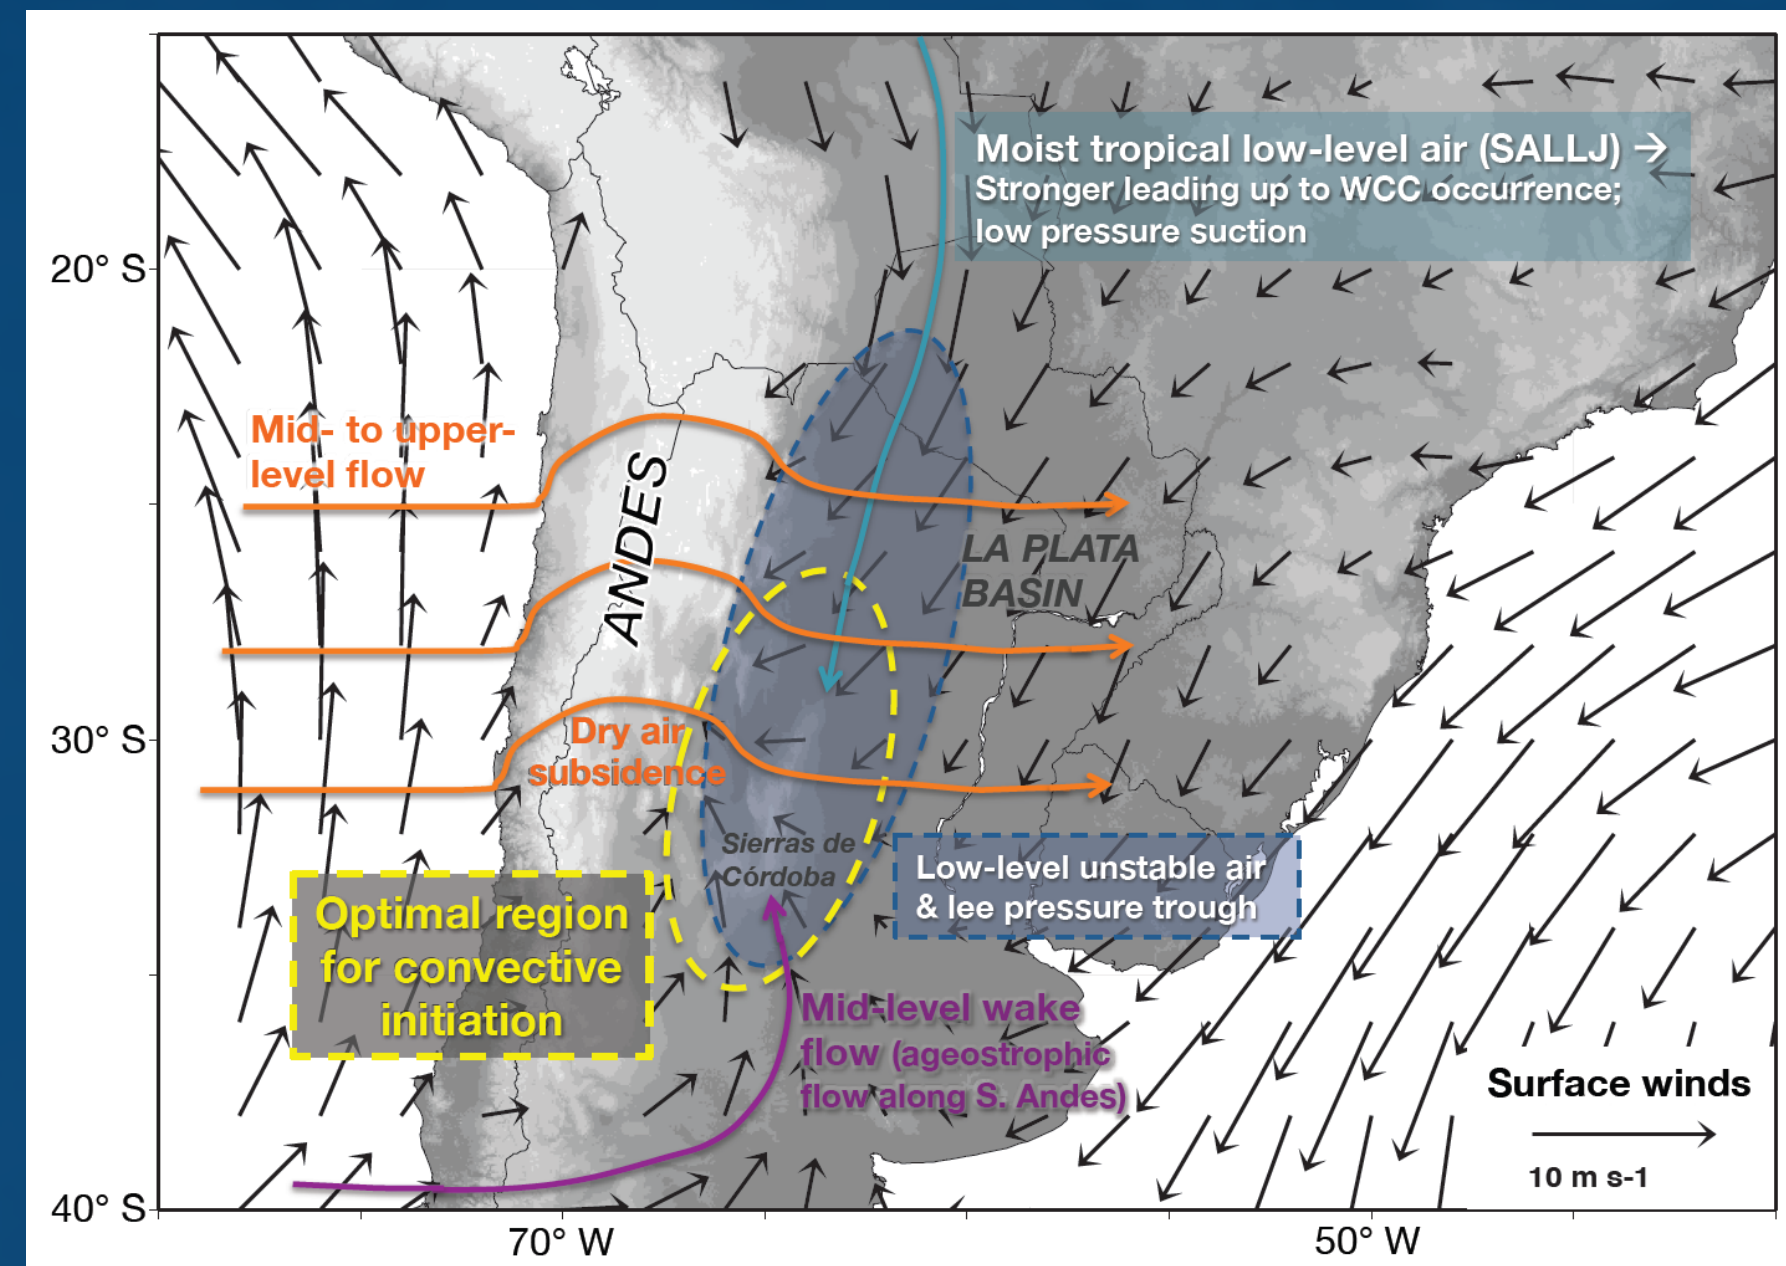 Moist tropical low-level air (SALLJ) →
Stronger leading up to WCC occurrence;
low pressure suction
20° S
Mid- to upper-
level flow
ANDES
LA PLATA
BASIN
30° S
Dry air
subsidence
Sierras de
Córdoba
Low-level unstable air
& lee pressure trough
Optimal region
for convective
initiation
Mid-level wake
flow (ageostrophic
flow along S. Andes)
Surface winds
10 m s-1
40° S
70° W
50° W